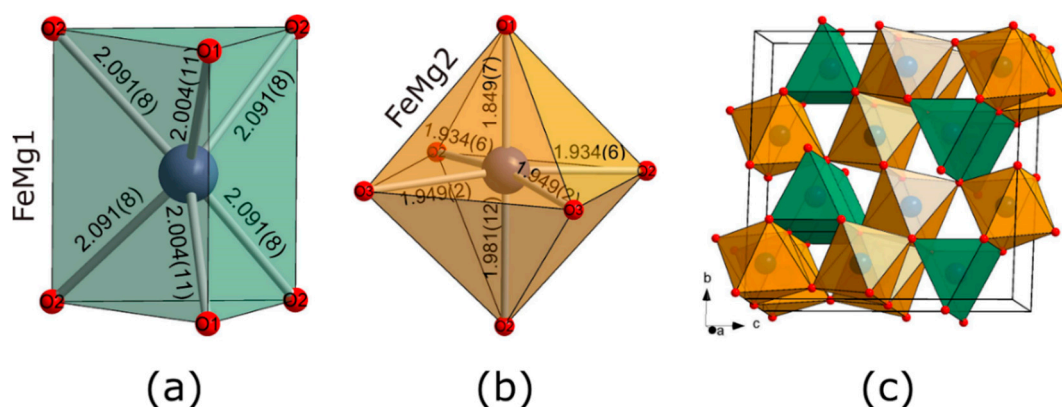 O2
O1
O2
2.091(8)
2.004(11)
2.091(8)
FeMg1
2.091(8)
2.004(11)
2.091(8)
O2
O1
O2
(a)
O1
FeMg2
1.849(7)
1.934(6)
1.934(6)
O2
O2
1.949(2)
1.949(2)
O3
O3
1.981(12)
O2
(b)
b
a
c
(c)